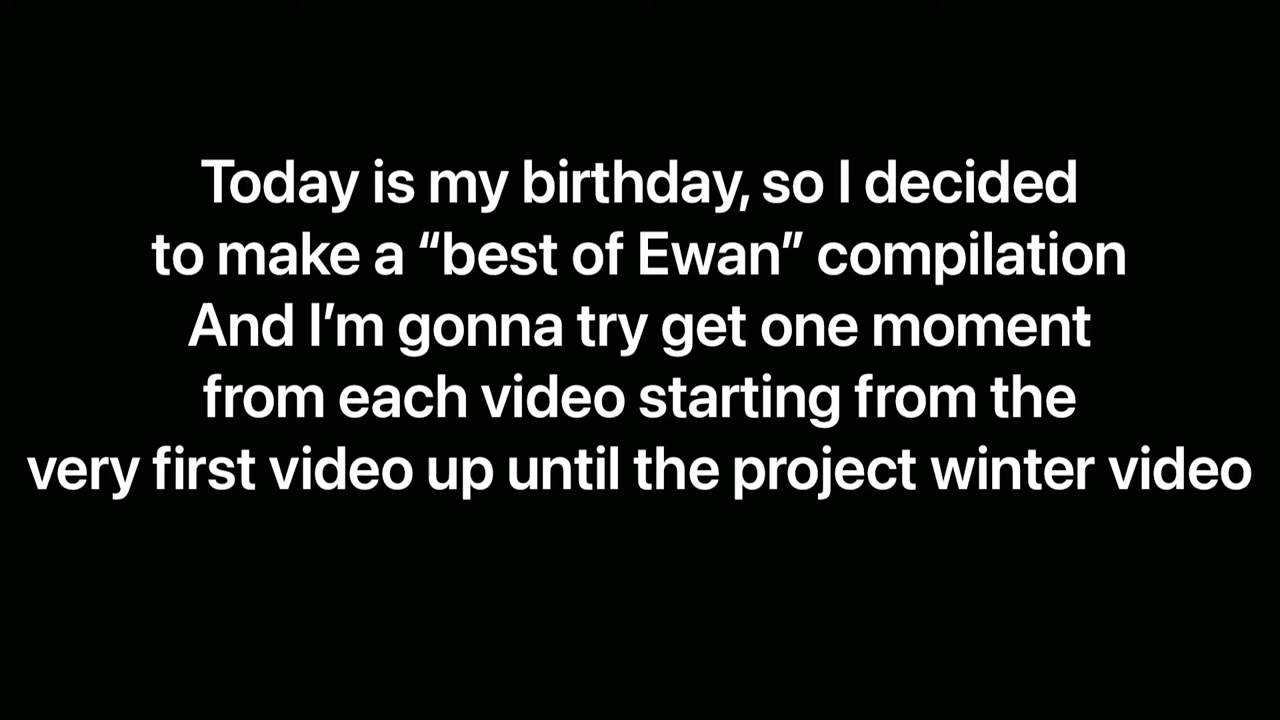 Today is my birthday, so I decided
to make a “best of Ewan” compilation
And I’m gonna try get one moment
from each video starting from the
very first video up until the project winter video